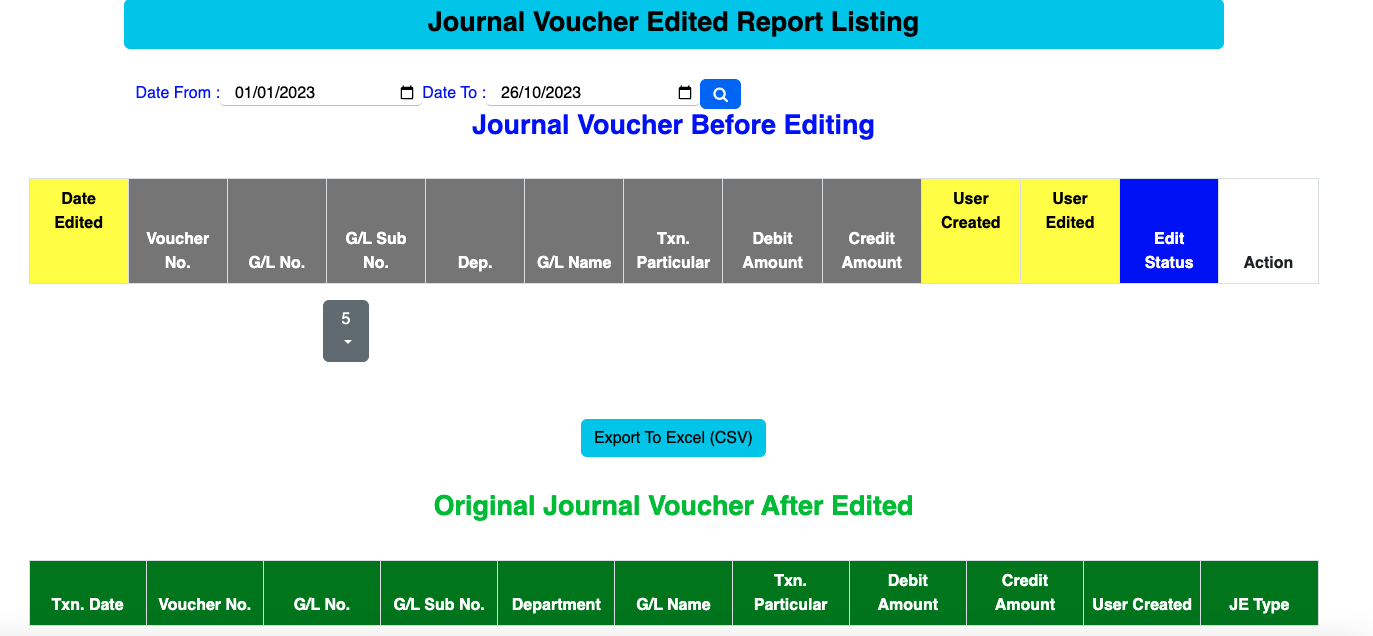 Journal Voucher Edited Report Listing
Date From : 01/01/2023 Date To : 26/10/2023
Journal Voucher Before Editing
Date Edited Voucher No. G/L No. G/L Sub No. Dep. G/L Name Txn. Particular Debit Amount Credit Amount User Created User Edited Edit Status Action
5
Export To Excel (CSV)
Original Journal Voucher After Edited
Txn. Date Voucher No. G/L No. G/L Sub No. Department G/L Name Txn. Particular Debit Amount Credit Amount User Created JE Type